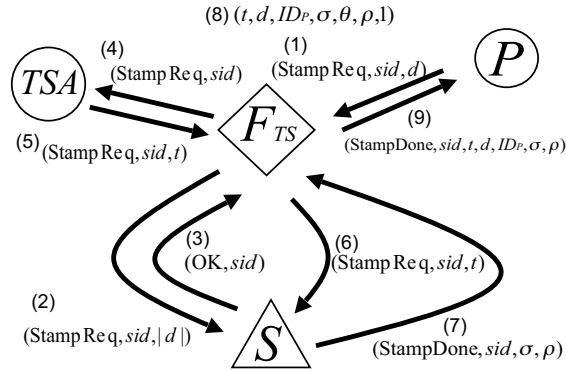 (8) (t, d, ID_P, σ, θ, ρ, 1)
(4)
(StampReq, sid)
(1)
(StampReq, sid, d)
TSA
P
F_TS
(5) (StampReq, sid, t)
(9)
(StampDone, sid, t, d, ID_P, σ, ρ)
(3)
(OK, sid)
(6)
(StampReq, sid, t)
(2)
(StampReq, sid, | d |)
S
(7)
(StampDone, sid, σ, ρ)